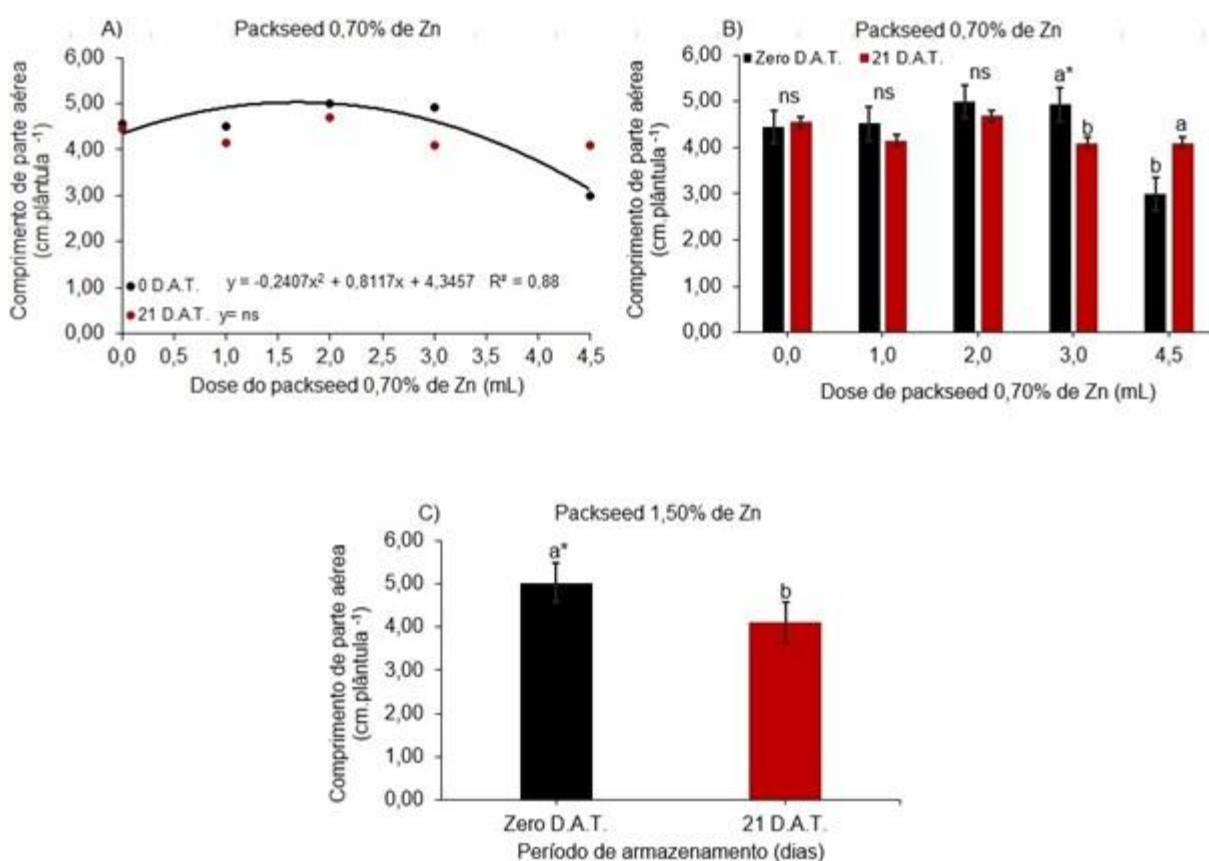 A) Packseed 0,70% de Zn
Comprimento de parte aérea
(cm.plântula ⁻¹)
6,00
5,00
4,00
3,00
2,00
1,00
0,00
0 D.A.T. y = -0,2407x² + 0,8117x + 4,3457 R² = 0,88
21 D.A.T. y= ns
0,0 0,5 1,0 1,5 2,0 2,5 3,0 3,5 4,0 4,5
Dose do packseed 0,70% de Zn (mL)
B) Packseed 0,70% de Zn
Zero D.A.T. 21 D.A.T.
Comprimento de parte aérea
(cm.plântula ⁻¹)
6,00
5,00
4,00
3,00
2,00
1,00
0,00
ns ns ns a* b b a
0,0 1,0 2,0 3,0 4,5
Dose de packseed 0,70% de Zn (mL)
C) Packseed 1,50% de Zn
Comprimento de parte aérea
(cm.plântula ⁻¹)
6,00
5,00
4,00
3,00
2,00
1,00
0,00
a* b
Zero D.A.T. 21 D.A.T.
Período de armazenamento (dias)